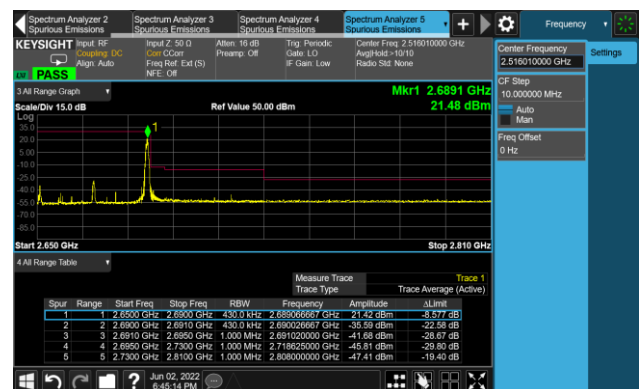 Spectrum Analyzer 2 Spectrum Analyzer 3 Spectrum Analyzer 4 Spectrum Analyzer 5 Frequency
Spurious Emissions Spurious Emissions Spurious Emissions Spurious Emissions
KEYSIGHT Input: RF Input Z: 50 Ω Atten: 16 dB Trig: Periodic Center Freq: 2.516010000 GHz
Coupling: DC Corr CCorr Preamp: Off Gate: LO Avg|Hold:>10/10
Align: Auto Freq Ref: Ext (S) IF Gain: Low Radio Std: None
NFE: Off
PASS
Center Frequency Settings
2.516010000 GHz
CF Step
10.000000 MHz
Auto
Man
Freq Offset
0 Hz
3 All Range Graph Mkr1 2.6891 GHz
Scale/Div 15.0 dB Ref Value 50.00 dBm 21.48 dBm
Log
35.0
20.0
5.00
-10.0
-25.0
-40.0
-55.0
-70.0
-85.0
1
Start 2.650 GHz Stop 2.810 GHz
4 All Range Table
Measure Trace Trace 1
Trace Type Trace Average (Active)
Spur Range Start Freq Stop Freq RBW Frequency Amplitude ΔLimit
1 1 2.6500 GHz 2.6900 GHz 430.0 kHz 2.689066667 GHz 21.42 dBm -8.577 dB
2 2 2.6900 GHz 2.6910 GHz 430.0 kHz 2.690026667 GHz -35.59 dBm -22.58 dB
3 3 2.6910 GHz 2.6950 GHz 1.000 MHz 2.691020000 GHz -41.68 dBm -28.67 dB
4 4 2.6950 GHz 2.7300 GHz 1.000 MHz 2.718625000 GHz -45.81 dBm -29.80 dB
5 5 2.7300 GHz 2.8100 GHz 1.000 MHz 2.808000000 GHz -47.41 dBm -19.40 dB
? Jun 02, 2022
6:45:14 PM